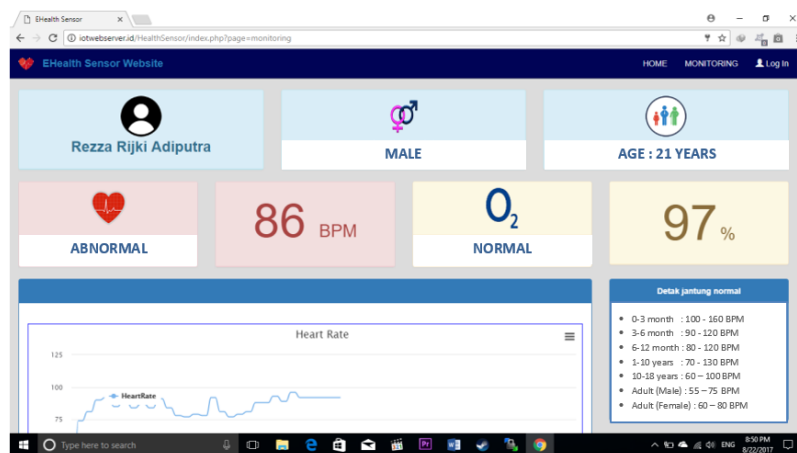 EHealth Sensor
iotwebserver.id/HealthSensor/index.php?page=monitoring
EHealth Sensor Website
HOME MONITORING Log In
Rezza Rijki Adiputra
MALE
AGE : 21 YEARS
ABNORMAL
86 BPM
O2
NORMAL
97 %
Heart Rate
125
100
75
HeartRate
Detak jantung normal
0-3 month : 100 - 160 BPM
3-6 month : 90 - 120 BPM
6-12 month : 80 - 120 BPM
1-10 years : 70 - 130 BPM
10-18 years : 60 – 100 BPM
Adult (Male) : 55 – 75 BPM
Adult (Female) : 60 – 80 BPM
Type here to search
Pr
ENG
8:50 PM
8/22/2017